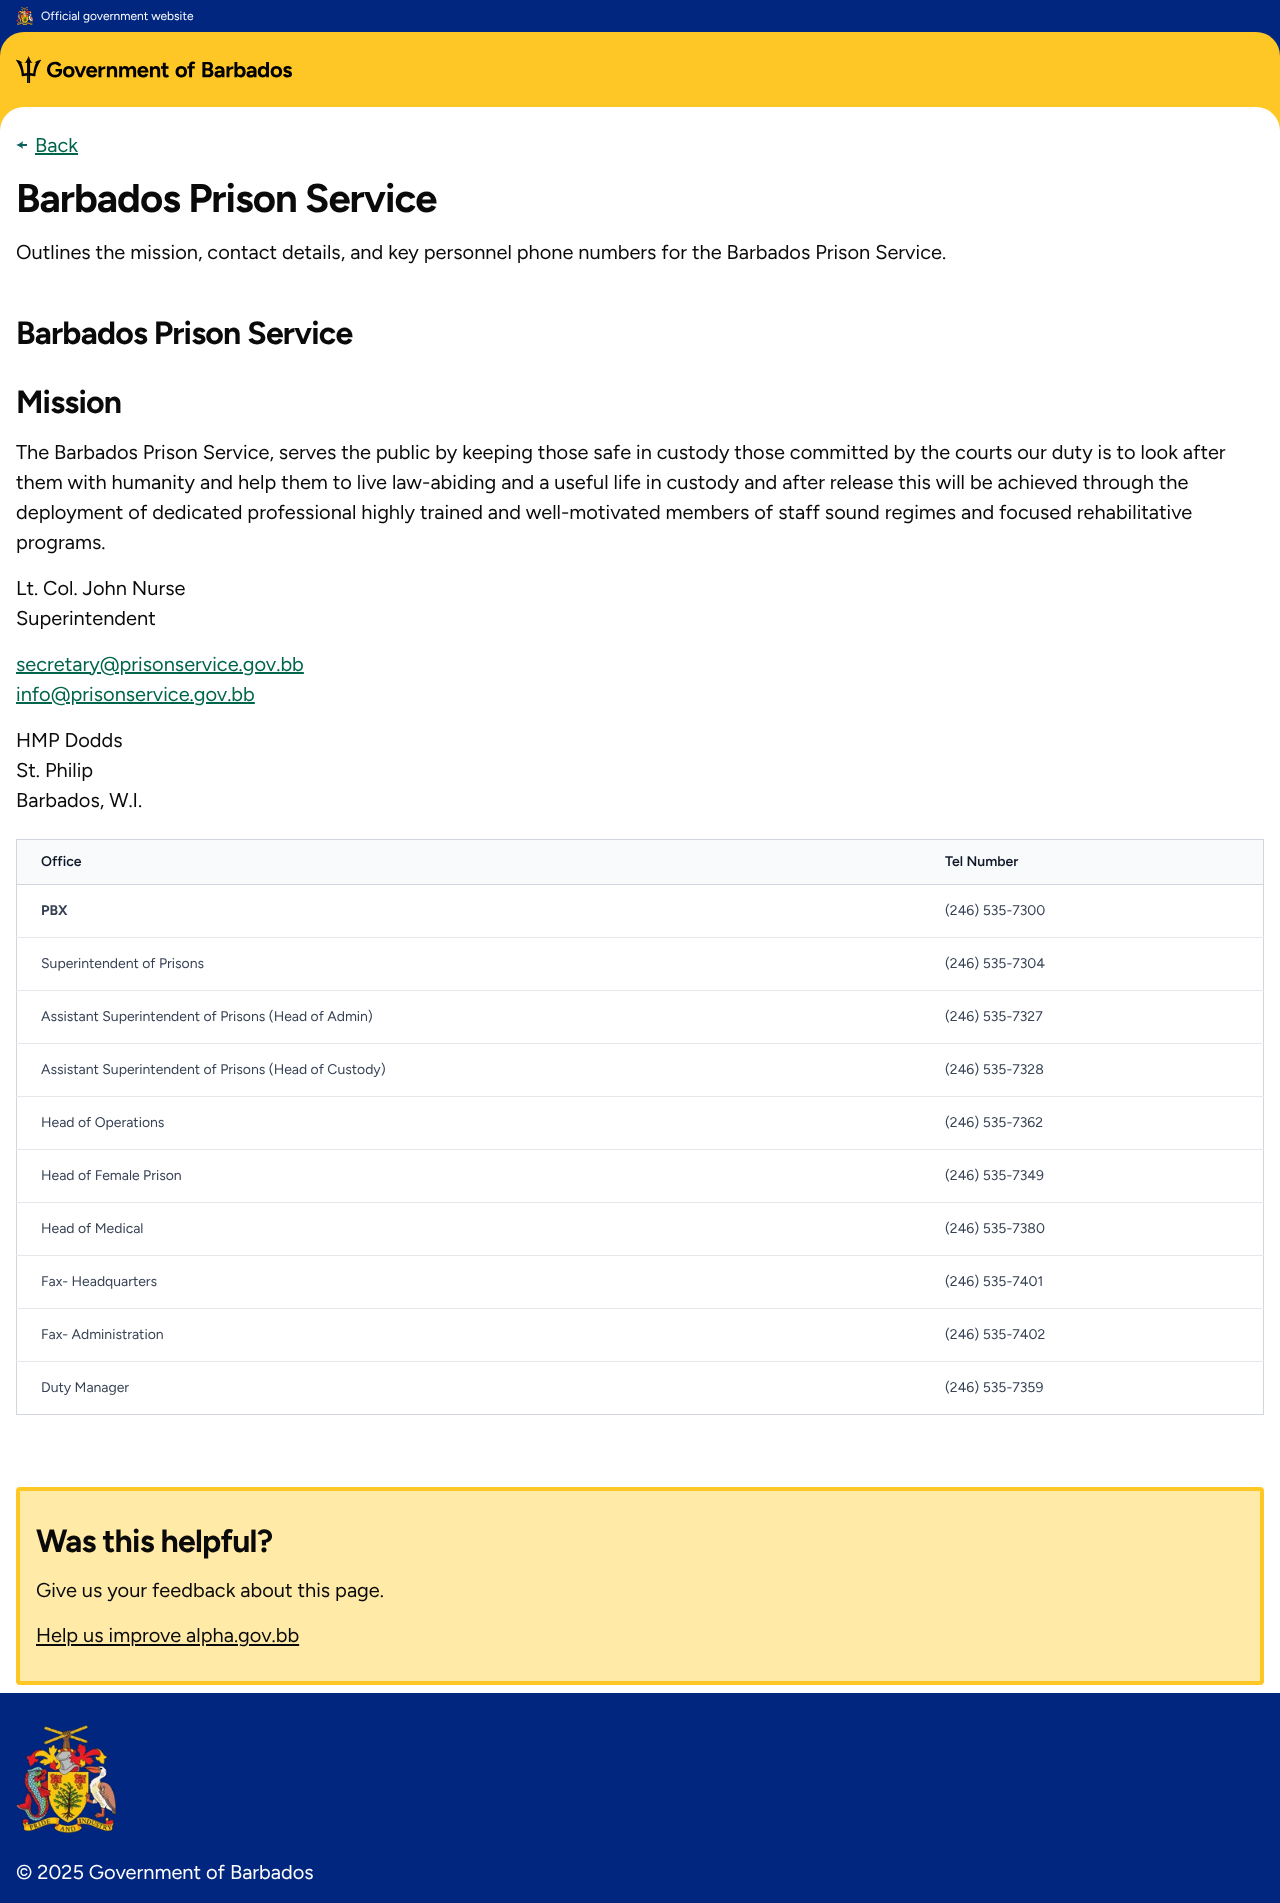 Official government website
Government of Barbados
Back
Barbados Prison Service
Outlines the mission, contact details, and key personnel phone numbers for the Barbados Prison Service.
Barbados Prison Service
Mission
The Barbados Prison Service, serves the public by keeping those safe in custody those committed by the courts our duty is to look after
them with humanity and help them to live law-abiding and a useful life in custody and after release this will be achieved through the
deployment of dedicated professional highly trained and well-motivated members of staff sound regimes and focused rehabilitative
programs.
Lt. Col. John Nurse
Superintendent
secretary@prisonservice.gov.bb
info@prisonservice.gov.bb
HMP Dodds
St. Philip
Barbados, W.I.
Office Tel Number
PBX (246) 535-7300
Superintendent of Prisons (246) 535-7304
Assistant Superintendent of Prisons (Head of Admin) (246) 535-7327
Assistant Superintendent of Prisons (Head of Custody) (246) 535-7328
Head of Operations (246) 535-7362
Head of Female Prison (246) 535-7349
Head of Medical (246) 535-7380
Fax- Headquarters (246) 535-7401
Fax- Administration (246) 535-7402
Duty Manager (246) 535-7359
Was this helpful?
Give us your feedback about this page.
Help us improve alpha.gov.bb
PRIDE AND INDUSTRY
© 2025 Government of Barbados